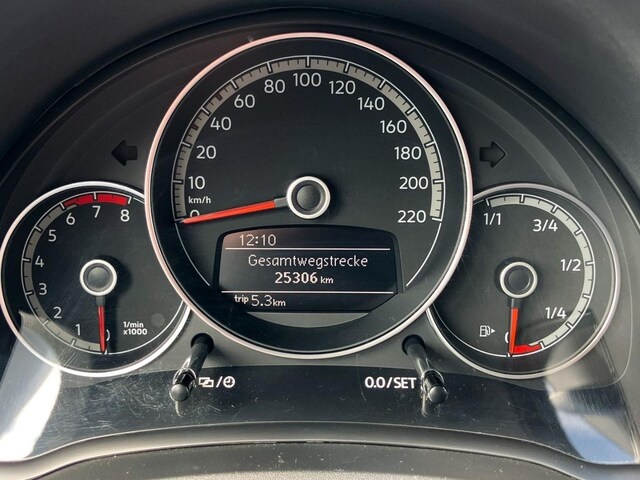 100
80 120
60 140
40 160
20 180
10 200
km/h
0 220
12:10
Gesamtwegstrecke
25306 km
trip 5.3 km
6 7 8
5
4
3
2
1 0
1/min
x1000
1/1 3/4
1/2
1/4
0
0.0/SET